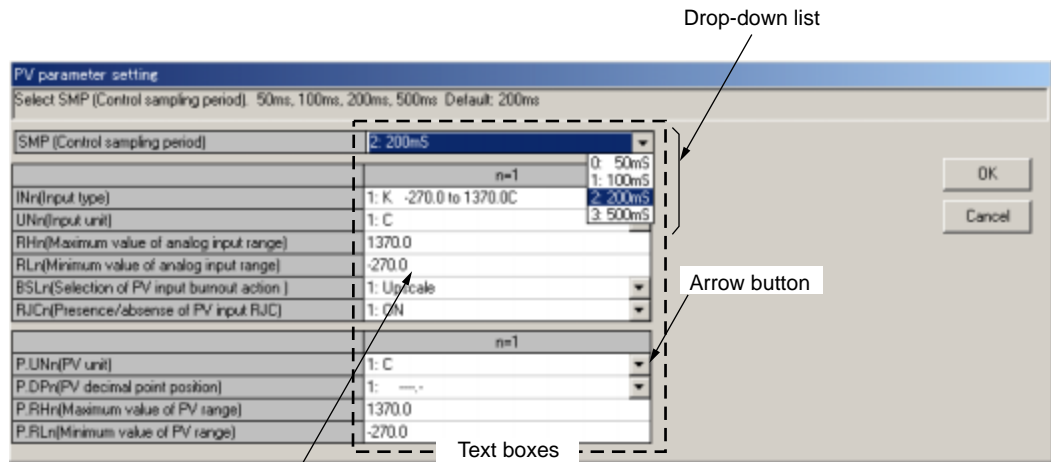 Drop-down list
PV parameter setting
Select SMP (Control sampling period). 50ms, 100ms, 200ms, 500ms Default: 200ms
SMP (Control sampling period) 2: 200mS
0: 50mS
1: 100mS
2: 200mS
3: 500mS
OK
Cancel
n=1
INn(Input type) 1: K -270.0 to 1370.0C
UNn(Input unit) 1: C
RHn(Maximum value of analog input range) 1370.0
RLn(Minimum value of analog input range) -270.0
BSLn(Selection of PV input burnout action ) 1: Upscale
RJCn(Presence/absense of PV input RJC) 1: ON
Arrow button
n=1
P.UNn(PV unit) 1: C
P.DPn(PV decimal point position) 1: ---.-
P.RHn(Maximum value of PV range) 1370.0
P.RLn(Minimum value of PV range) -270.0
Text boxes